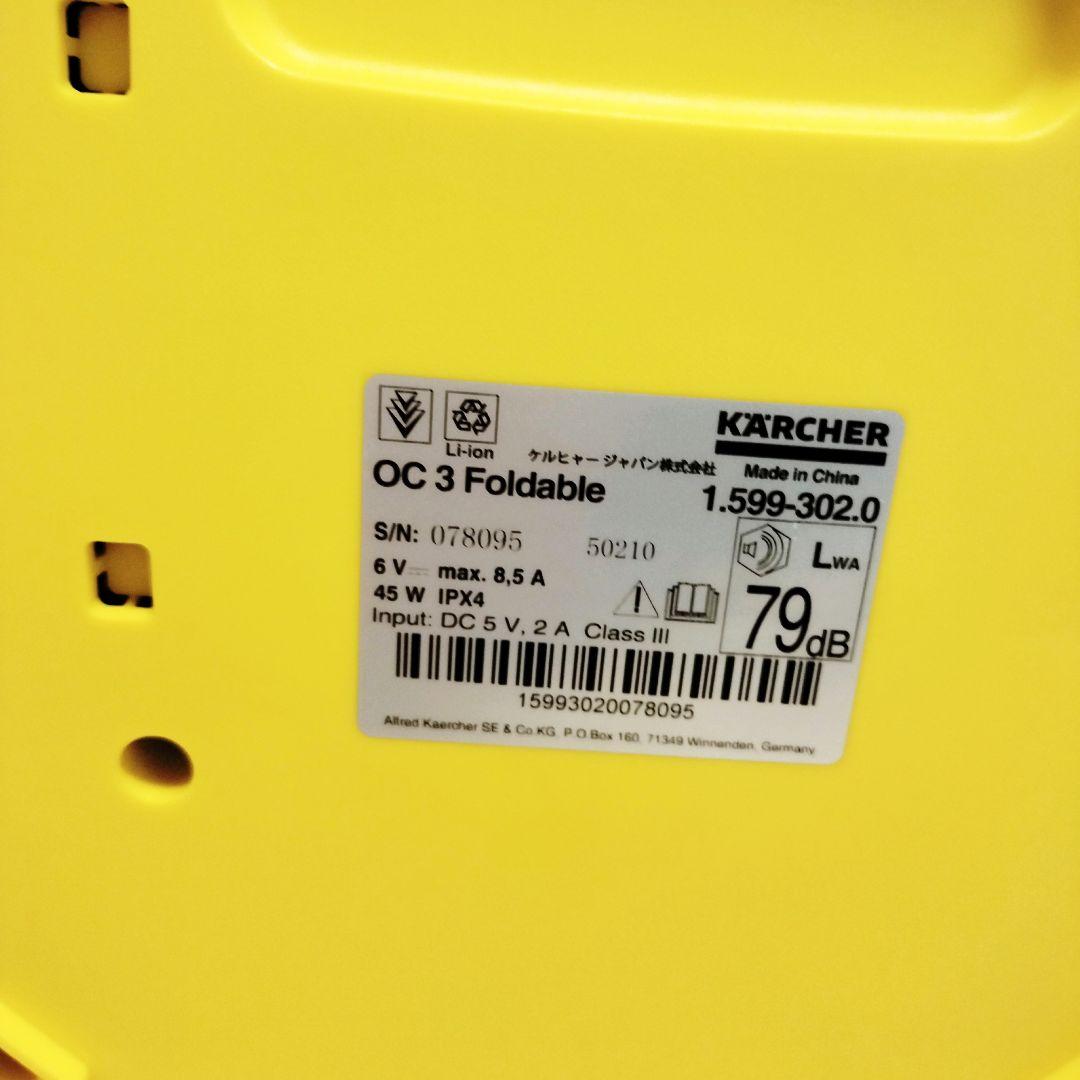 KÄRCHER
Li-ion
ケルヒャー ジャパン株式会社
Made in China
OC 3 Foldable
1.599-302.0
S/N: 078095 50210
6 V⎓ max. 8,5 A
45 W IPX4
LWA
79dB
Input: DC 5 V, 2 A Class III
15993020078095
Alfred Kaercher SE & Co.KG P.O.Box 160, 71349 Winnenden, Germany